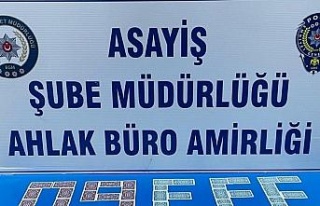 ASAYİŞ
ŞUBE MÜDÜRLÜĞÜ
AHLAK BÜRO AMİRLİĞİ